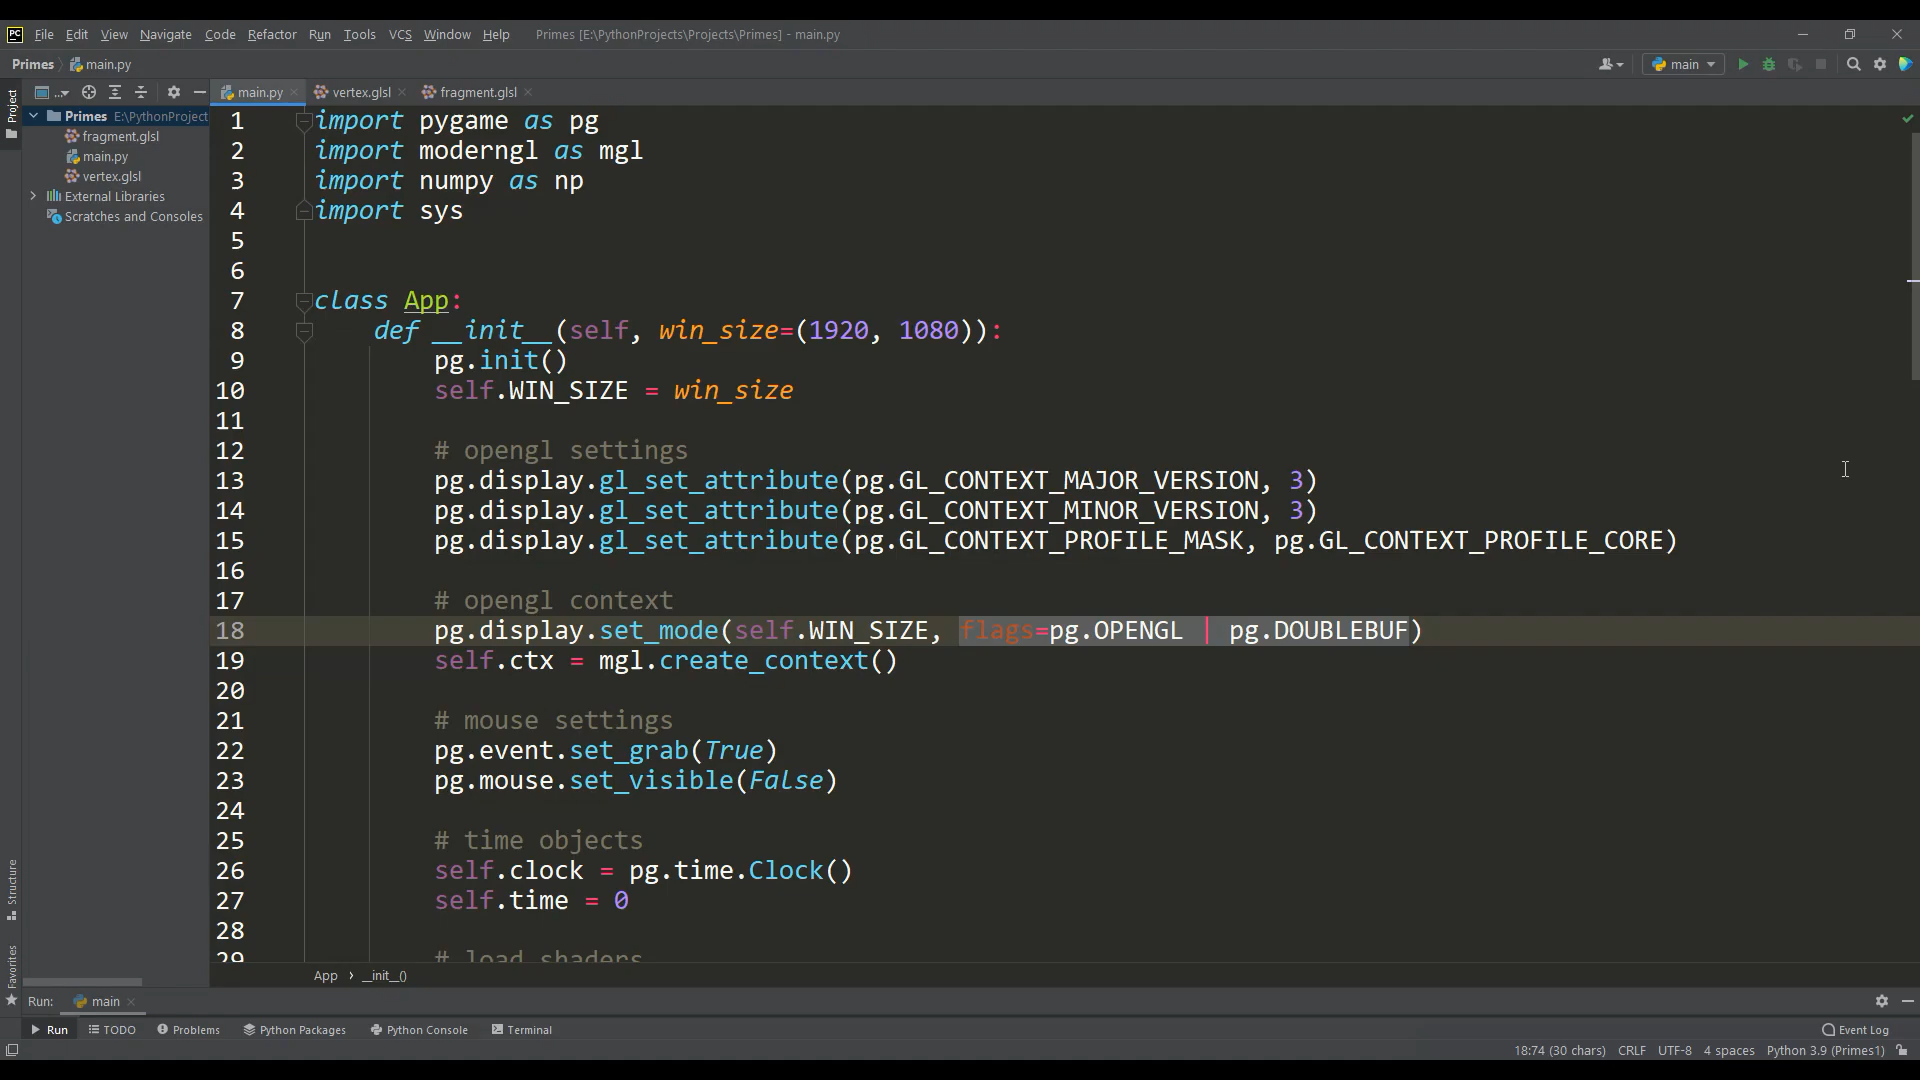 PC File Edit View Navigate Code Refactor Run Tools VCS Window Help Primes [E:\PythonProjects\Projects\Primes] - main.py
Primes main.py main
Project
... main.py vertex.glsl fragment.glsl
Primes E:\PythonProject
fragment.glsl
main.py
vertex.glsl
External Libraries
Scratches and Consoles
1 import pygame as pg
2 import moderngl as mgl
3 import numpy as np
4 import sys
5
6
7 class App:
8 def __init__(self, win_size=(1920, 1080)):
9 pg.init()
10 self.WIN_SIZE = win_size
11
12 # opengl settings
13 pg.display.gl_set_attribute(pg.GL_CONTEXT_MAJOR_VERSION, 3)
14 pg.display.gl_set_attribute(pg.GL_CONTEXT_MINOR_VERSION, 3)
15 pg.display.gl_set_attribute(pg.GL_CONTEXT_PROFILE_MASK, pg.GL_CONTEXT_PROFILE_CORE)
16
17 # opengl context
18 pg.display.set_mode(self.WIN_SIZE, flags=pg.OPENGL | pg.DOUBLEBUF)
19 self.ctx = mgl.create_context()
20
21 # mouse settings
22 pg.event.set_grab(True)
23 pg.mouse.set_visible(False)
24
25 # time objects
26 self.clock = pg.time.Clock()
27 self.time = 0
28
29 # load shaders
Structure
Favorites
App › __init__()
Run: main
Run TODO Problems Python Packages Python Console Terminal Event Log
18:74 (30 chars) CRLF UTF-8 4 spaces Python 3.9 (Primes1)